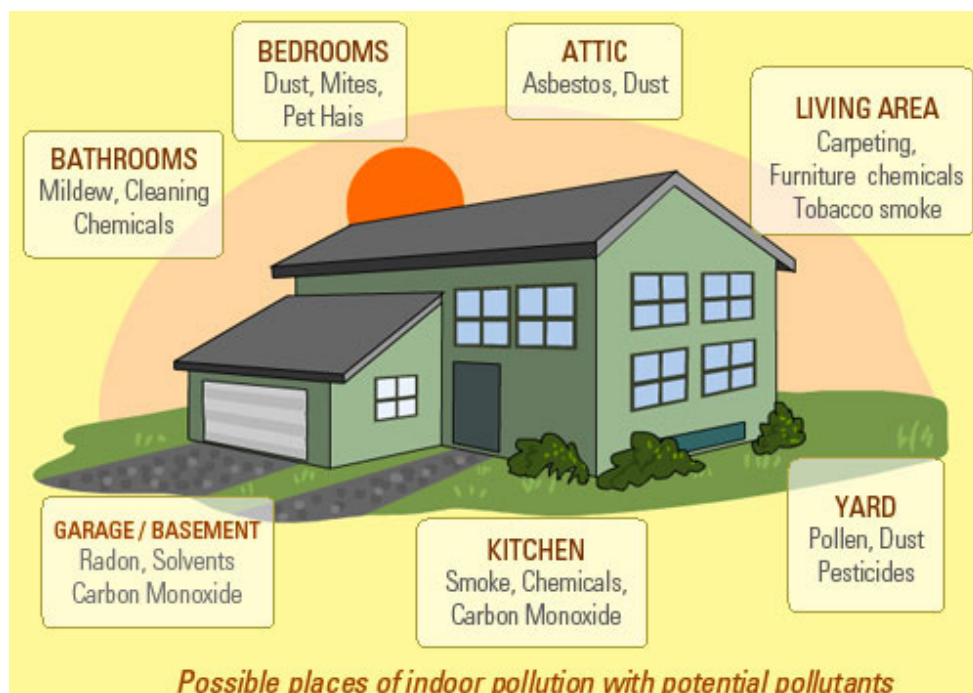 BEDROOMS
Dust, Mites,
Pet Hais
ATTIC
Asbestos, Dust
LIVING AREA
Carpeting,
Furniture chemicals
Tobacco smoke
BATHROOMS
Mildew, Cleaning
Chemicals
GARAGE / BASEMENT
Radon, Solvents
Carbon Monoxide
KITCHEN
Smoke, Chemicals,
Carbon Monoxide
YARD
Pollen, Dust
Pesticides
Possible places of indoor pollution with potential pollutants